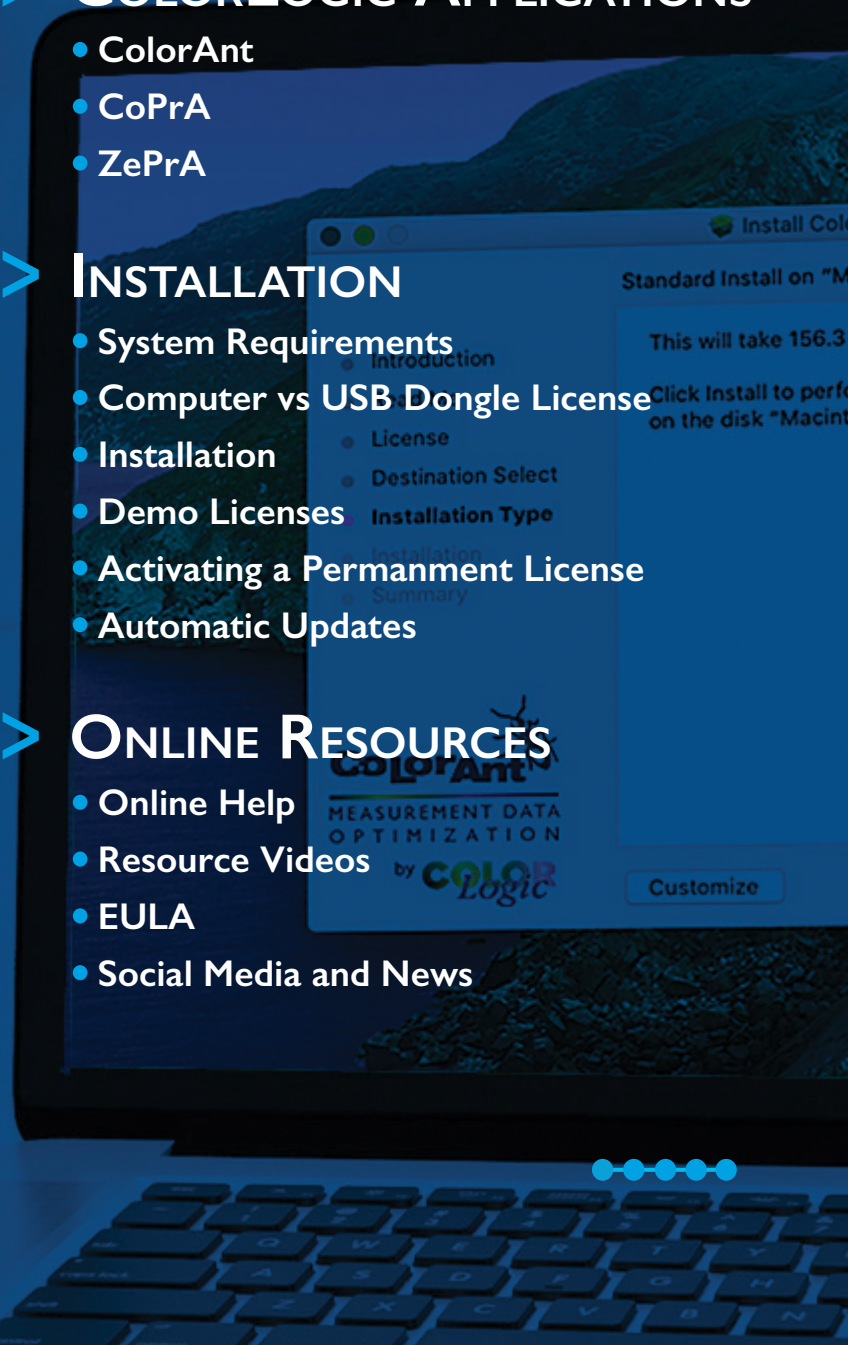 COLORLOGIC APPLICATIONS
• ColorAnt
• CoPrA
• ZePrA
> INSTALLATION
• System Requirements
• Computer vs USB Dongle License
• Installation
• Demo Licenses
• Activating a Permanment License
• Automatic Updates
> ONLINE RESOURCES
• Online Help
• Resource Videos
• EULA
• Social Media and News
Install Col
Standard Install on "M
This will take 156.3
Click Install to perf
on the disk "Macint
Introduction
License
Destination Select
Installation Type
Installation
Summary
ColorAnt
MEASUREMENT DATA
OPTIMIZATION
by COLOR
Logic
Customize